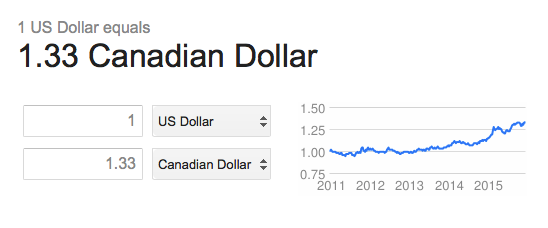 1 US Dollar equals
1.33 Canadian Dollar
1 US Dollar
1.33 Canadian Dollar
1.50
1.25
1.00
0.75
2011 2012 2013 2014 2015